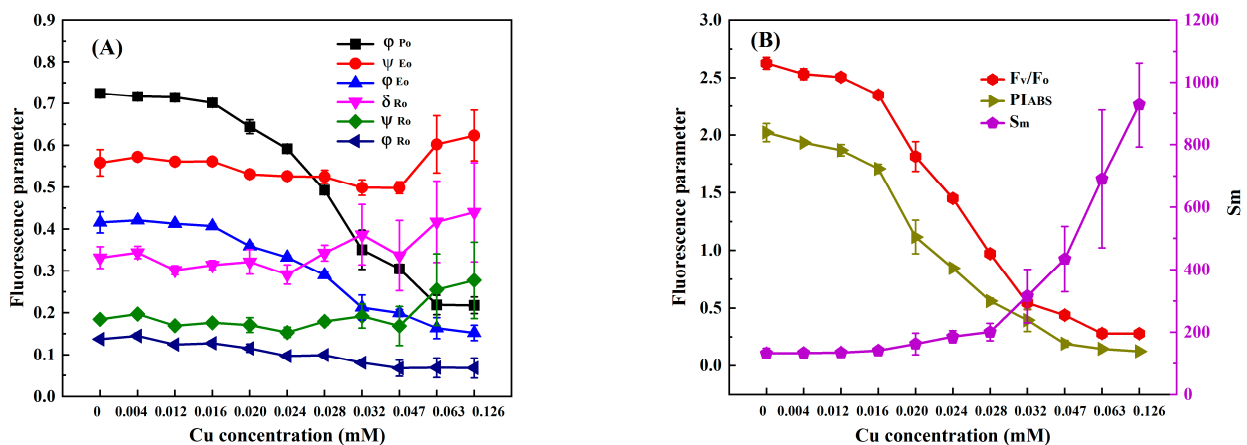 (A)
φ Po
ψ Eo
φ Eo
δ Ro
ψ Ro
φ Ro
Fluorescence parameter
0.9
0.8
0.7
0.6
0.5
0.4
0.3
0.2
0.1
0.0
0 0.004 0.012 0.016 0.020 0.024 0.028 0.032 0.047 0.063 0.126
Cu concentration (mM)
(B)
Fv/Fo
PIABS
Sm
Fluorescence parameter
3.0
2.5
2.0
1.5
1.0
0.5
0.0
0 0.004 0.012 0.016 0.020 0.024 0.028 0.032 0.047 0.063 0.126
Cu concentration (mM)
1200
1000
800
600
400
200
0
Sm